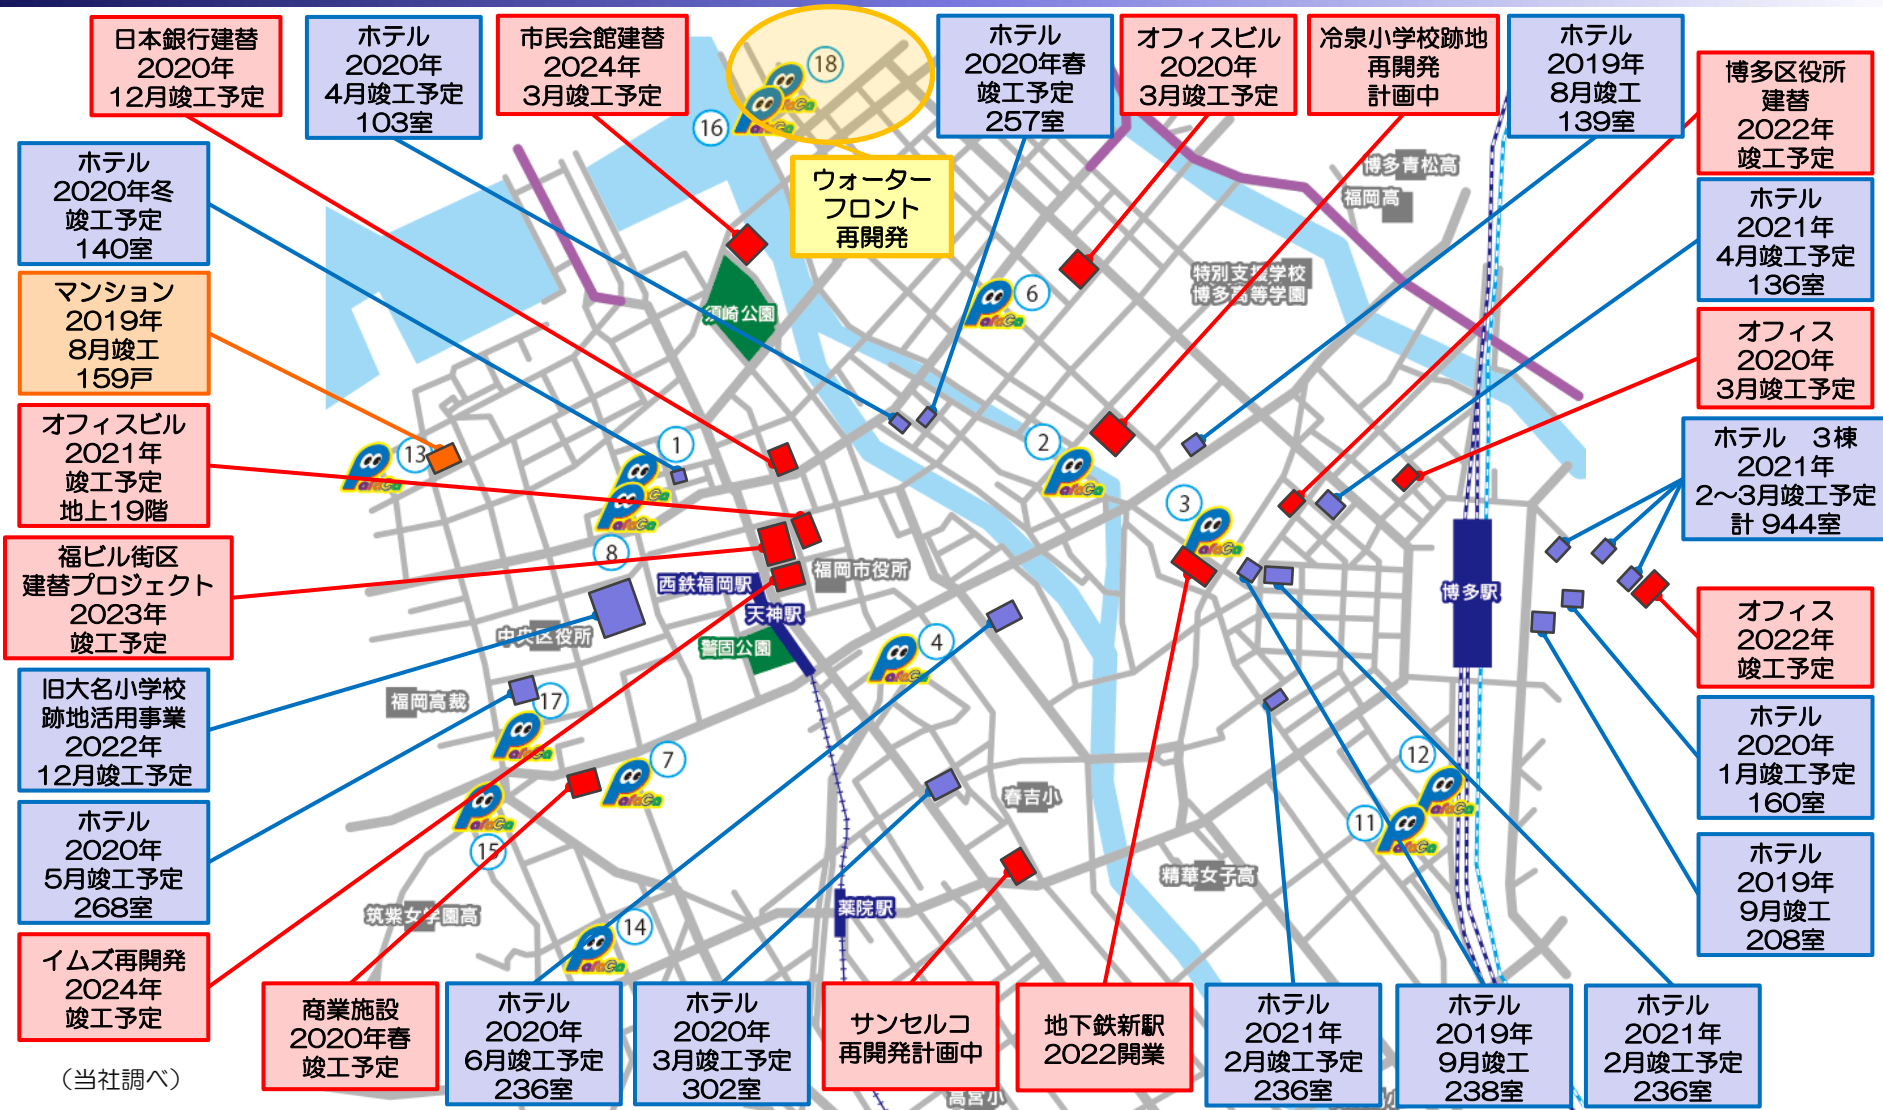 日本銀行建替
2020年
12月竣工予定
ホテル
2020年
4月竣工予定
103室
市民会館建替
2024年
3月竣工予定
18
16
ウォーター
フロント
再開発
ホテル
2020年春
竣工予定
257室
オフィスビル
2020年
3月竣工予定
冷泉小学校跡地
再開発
計画中
ホテル
2019年
8月竣工
139室
博多区役所
建替
2022年
竣工予定
ホテル
2020年冬
竣工予定
140室
マンション
2019年
8月竣工
159戸
オフィスビル
2021年
竣工予定
地上19階
福ビル街区
建替プロジェクト
2023年
竣工予定
旧大名小学校
跡地活用事業
2022年
12月竣工予定
ホテル
2020年
5月竣工予定
268室
イムズ再開発
2024年
竣工予定
（当社調べ）
ホテル
2021年
4月竣工予定
136室
オフィス
2020年
3月竣工予定
ホテル　3棟
2021年
2～3月竣工予定
計 944室
オフィス
2022年
竣工予定
ホテル
2020年
1月竣工予定
160室
ホテル
2019年
9月竣工
208室
商業施設
2020年春
竣工予定
ホテル
2020年
6月竣工予定
236室
ホテル
2020年
3月竣工予定
302室
サンセルコ
再開発計画中
地下鉄新駅
2022開業
ホテル
2021年
2月竣工予定
236室
ホテル
2019年
9月竣工
238室
ホテル
2021年
2月竣工予定
236室
博多青松高
福岡高
特別支援学校
博多高等学園
須崎公園
6
13
1
2
3
8
西鉄福岡駅
福岡市役所
天神駅
中央区役所
警固公園
博多駅
4
福岡高裁
17
7
12
春吉小
11
15
精華女子高
筑紫女学園高
薬院駅
14
高宮小